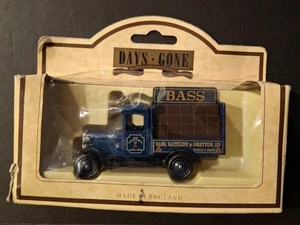 DAYS · GONE
BASS
BASS, RATCLIFF & GRETTON, LTD
MADE IN ENGLAND